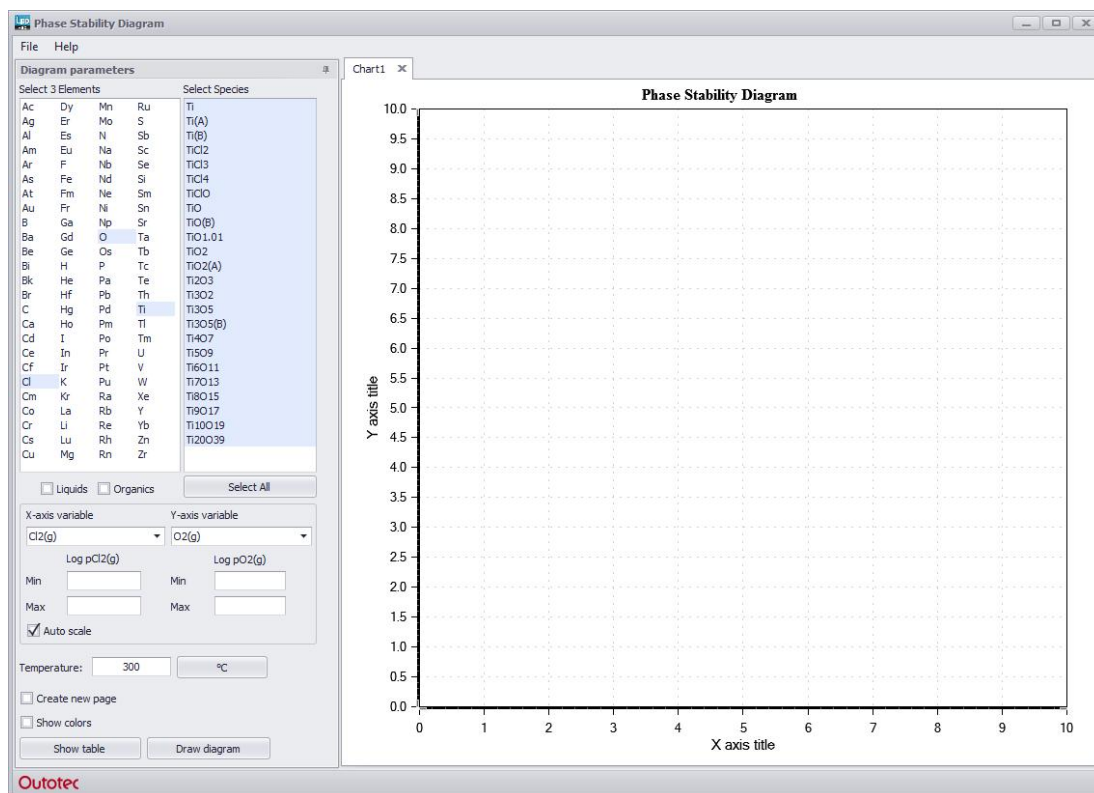 Phase Stability Diagram
File Help
Diagram parameters
Select 3 Elements Select Species
Ac Dy Mn Ru Ti
Ag Er Mo S Ti(A)
Al Es N Sb Ti(B)
Am Eu Na Sc TiCl2
Ar F Nb Se TiCl3
As Fe Nd Si TiCl4
At Fm Ne Sm TiClO
Au Fr Ni Sn TiO
B Ga Np Sr TiO(B)
Ba Gd O Ta TiO1.01
Be Ge Os Tb TiO2
Bi H P Tc TiO2(A)
Bk He Pa Te Ti2O3
Br Hf Pb Th Ti3O2
C Hg Pd Ti Ti3O5
Ca Ho Pm Tl Ti3O5(B)
Cd I Po Tm Ti4O7
Ce In Pr U Ti5O9
Cf Ir Pt V Ti6O11
Cl K Pu W Ti7O13
Cm Kr Ra Xe Ti8O15
Co La Rb Y Ti9O17
Cr Li Re Yb Ti10O19
Cs Lu Rh Zn Ti20O39
Cu Mg Rn Zr
Liquids Organics Select All
X-axis variable Y-axis variable
Cl2(g) O2(g)
Log pCl2(g) Log pO2(g)
Min Min
Max Max
Auto scale
Temperature: 300 °C
Create new page
Show colors
Show table Draw diagram
Outotec
Chart1
Phase Stability Diagram
10.0
9.5
9.0
8.5
8.0
7.5
7.0
6.5
6.0
5.5
5.0
4.5
4.0
3.5
3.0
2.5
2.0
1.5
1.0
0.5
0.0
Y axis title
0 1 2 3 4 5 6 7 8 9 10
X axis title